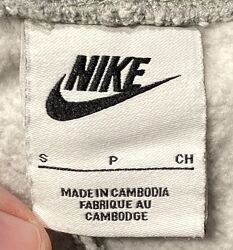 NIKE
S P CH
MADE IN CAMBODIA
FABRIQUE AU
CAMBODGE